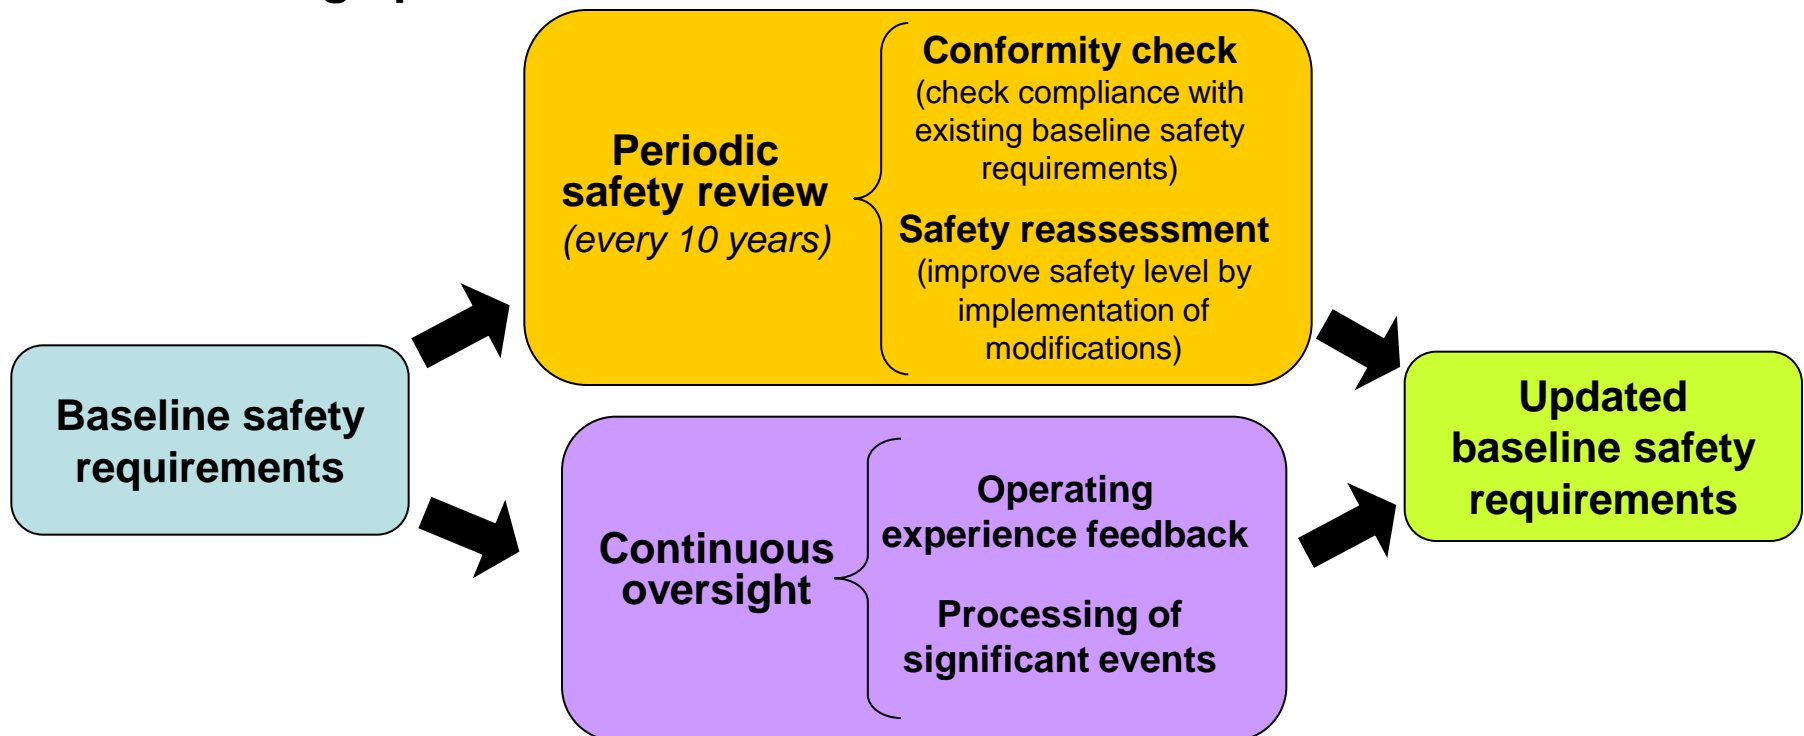 Baseline safety
requirements
Periodic
safety review
(every 10 years)
Conformity check
(check compliance with
existing baseline safety
requirements)
Safety reassessment
(improve safety level by
implementation of
modifications)
Continuous
oversight
Operating
experience feedback
Processing of
significant events
Updated
baseline safety
requirements